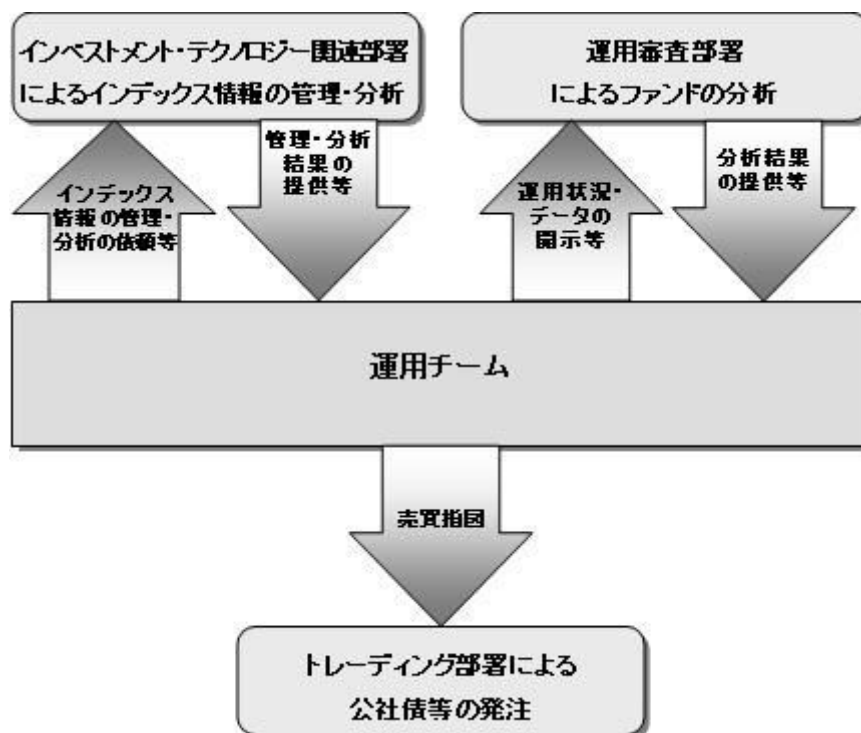 インベストメント・テクノロジー関連部署
によるインデックス情報の管理・分析
運用審査部署
によるファンドの分析
インデックス
情報の管理・
分析の依頼等
管理・分析
結果の
提供等
運用状況・
データの
開示等
分析結果
の提供等
運用チーム
売買指図
トレーディング部署による
公社債等の発注